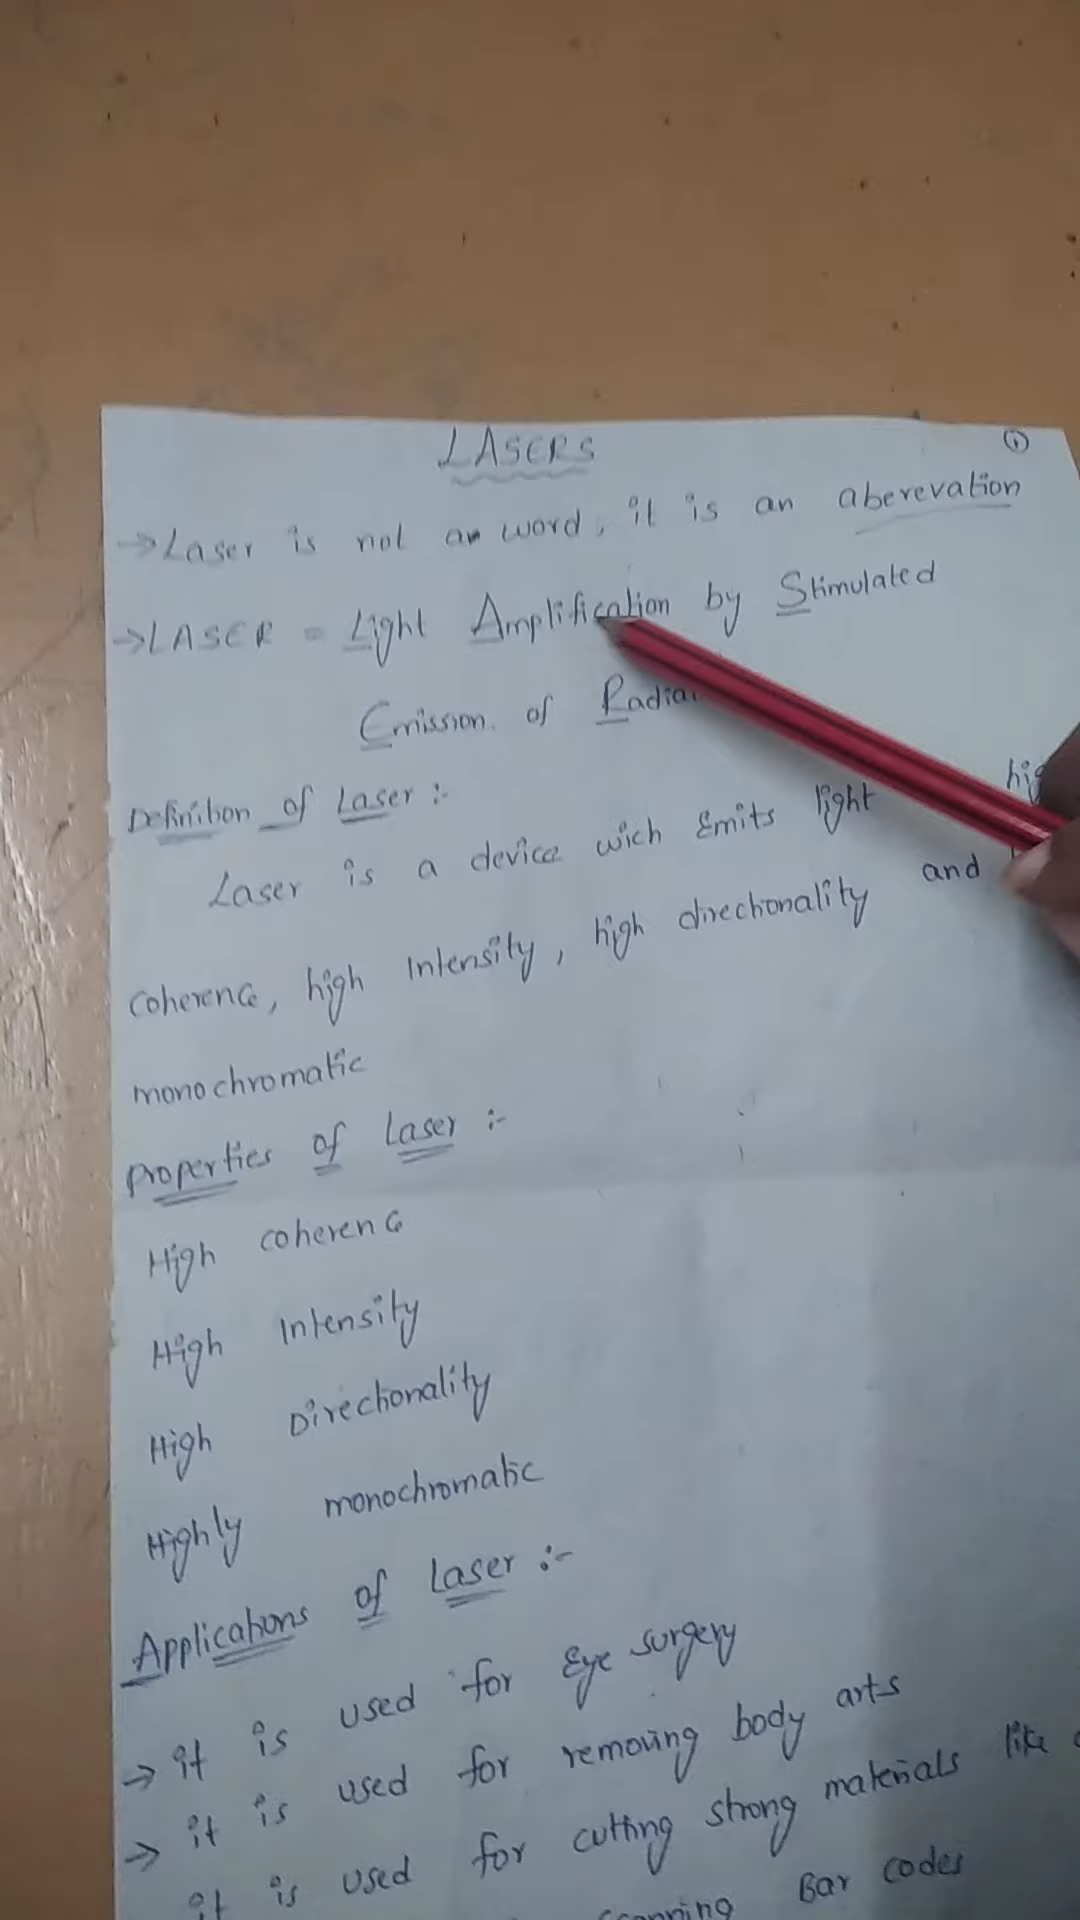 LASERS
①
→Laser is not an word, it is an aberevation
→LASER = Light Amplification by Stimulated
Emission. of
Definition of Laser :-
Laser is a device wich Emits light
coherence, high Intensity, high directionality and
monochromatic
Properties of Laser :-
High coherence
High Intensity
High Directionality
Highly monochromatic
Applications of Laser :-
→ it is used for Eye surgery
→ it is used for removing body arts
it is used for cutting strong materials like
Bar codes